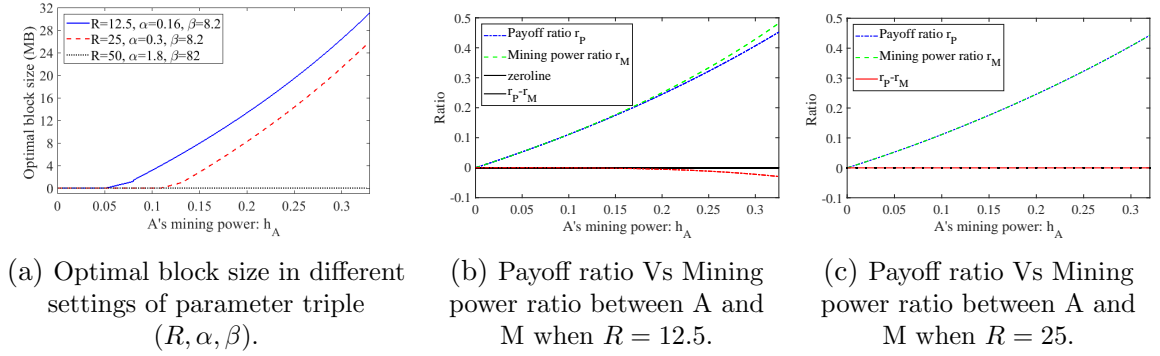 Optimal block size (MB)
32
28
24
20
16
12
8
4
0
R=12.5, α=0.16, β=8.2
R=25, α=0.3, β=8.2
R=50, α=1.8, β=82
0 0.05 0.1 0.15 0.2 0.25 0.3
A's mining power: h_A
(a) Optimal block size in different
settings of parameter triple
(R, α, β).
Ratio
0.5
0.4
0.3
0.2
0.1
0
-0.1
Payoff ratio r_P
Mining power ratio r_M
zeroline
r_P-r_M
0 0.05 0.1 0.15 0.2 0.25 0.3
A's mining power: h_A
(b) Payoff ratio Vs Mining
power ratio between A and
M when R = 12.5.
Ratio
0.5
0.4
0.3
0.2
0.1
0
-0.1
Payoff ratio r_P
Mining power ratio r_M
r_P-r_M
0 0.05 0.1 0.15 0.2 0.25 0.3
A's mining power: h_A
(c) Payoff ratio Vs Mining
power ratio between A and
M when R = 25.